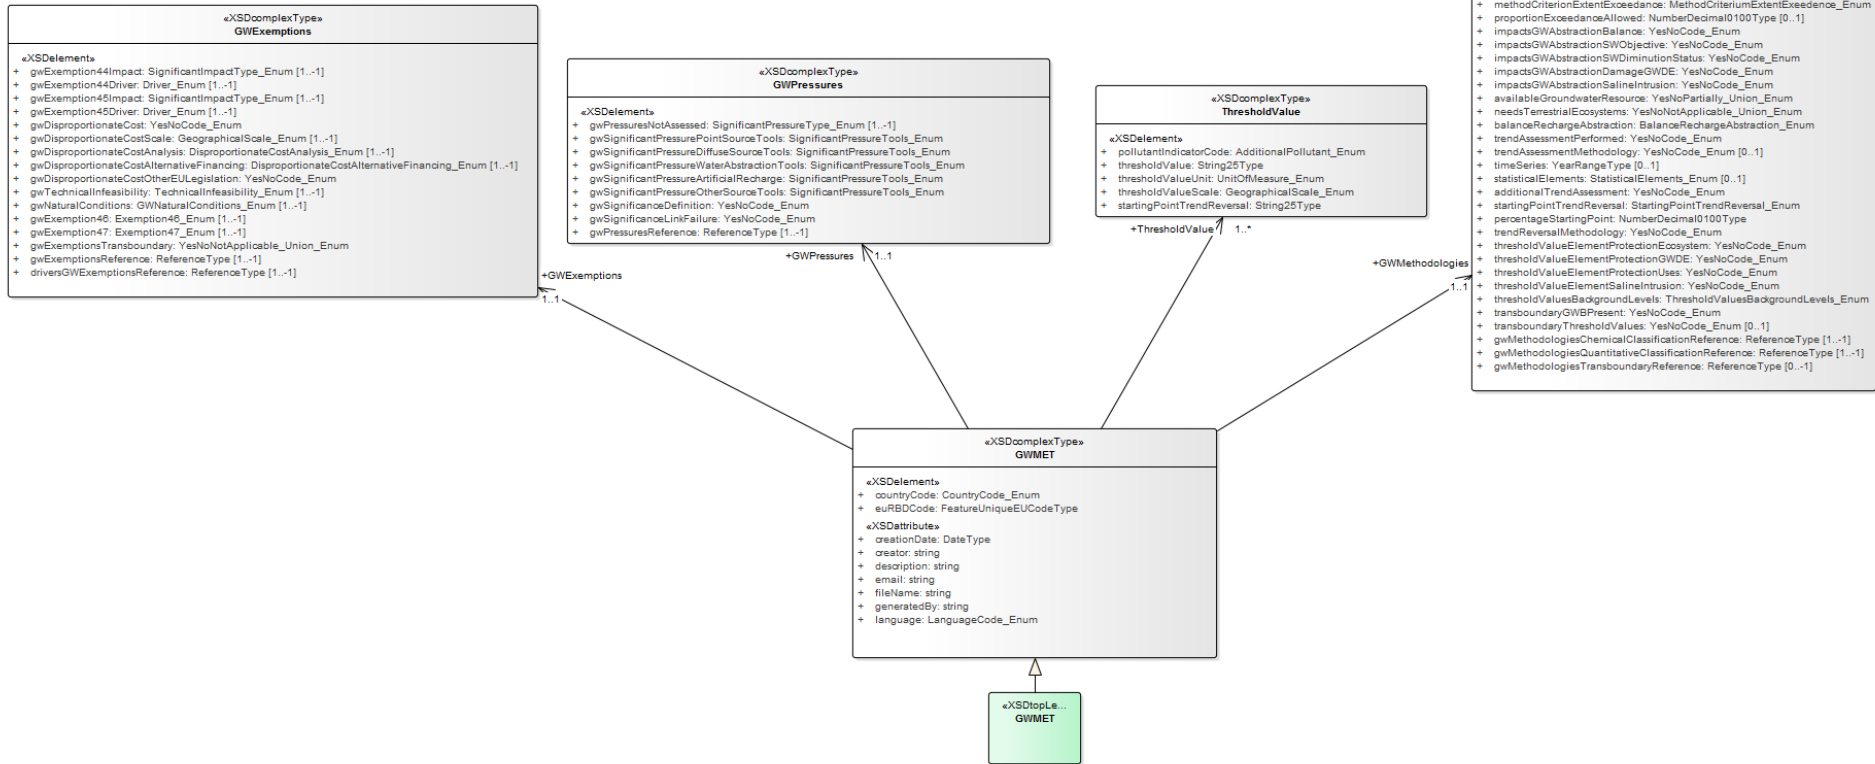 «XSDcomplexType»
GWExemptions
«XSDelement»
+ gwExemption44Impact: SignificantImpactType_Enum [1..-1]
+ gwExemption44Driver: Driver_Enum [1..-1]
+ gwExemption45Impact: SignificantImpactType_Enum [1..-1]
+ gwExemption45Driver: Driver_Enum [1..-1]
+ gwDisproportionateCost: YesNoCode_Enum
+ gwDisproportionateCostScale: GeographicalScale_Enum [1..-1]
+ gwDisproportionateCostAnalysis: DisproportionateCostAnalysis_Enum [1..-1]
+ gwDisproportionateCostAlternativeFinancing: DisproportionateCostAlternativeFinancing_Enum [1..-1]
+ gwDisproportionateCostOtherEULegislation: YesNoCode_Enum
+ gwTechnicalInfeasibility: TechnicalInfeasibility_Enum [1..-1]
+ gwNaturalConditions: GWNaturalConditions_Enum [1..-1]
+ gwExemption46: Exemption46_Enum [1..-1]
+ gwExemption47: Exemption47_Enum [1..-1]
+ gwExemptionsTransboundary: YesNoNotApplicable_Union_Enum
+ gwExemptionsReference: ReferenceType [1..-1]
+ driversGWExemptionsReference: ReferenceType [1..-1]
+GWExemptions
1..1
«XSDcomplexType»
GWPressures
«XSDelement»
+ gwPressuresNotAssessed: SignificantPressureType_Enum [1..-1]
+ gwSignificantPressurePointSourceTools: SignificantPressureTools_Enum
+ gwSignificantPressureDiffuseSourceTools: SignificantPressureTools_Enum
+ gwSignificantPressureWaterAbstractionTools: SignificantPressureTools_Enum
+ gwSignificantPressureArtificialRecharge: SignificantPressureTools_Enum
+ gwSignificantPressureOtherSourceTools: SignificantPressureTools_Enum
+ gwSignificanceDefinition: YesNoCode_Enum
+ gwSignificanceLinkFailure: YesNoCode_Enum
+ gwPressuresReference: ReferenceType [1..-1]
+GWPressures
1..1
«XSDcomplexType»
ThresholdValue
«XSDelement»
+ pollutantIndicatorCode: AdditionalPollutant_Enum
+ thresholdValue: String25Type
+ thresholdValueUnit: UnitOfMeasure_Enum
+ thresholdValueScale: GeographicalScale_Enum
+ startingPointTrendReversal: String25Type
+ThresholdValue
1..*
+ methodCriterionExtentExceedance: MethodCriteriumExtentExeedence_Enum
+ proportionExceedanceAllowed: NumberDecimal0100Type [0..1]
+ impactsGWAbstractionBalance: YesNoCode_Enum
+ impactsGWAbstractionSWObjective: YesNoCode_Enum
+ impactsGWAbstractionSWDiminutionStatus: YesNoCode_Enum
+ impactsGWAbstractionDamageGWDE: YesNoCode_Enum
+ impactsGWAbstractionSalineIntrusion: YesNoCode_Enum
+ availableGroundwaterResource: YesNoPartially_Union_Enum
+ needsTerrestrialEcosystems: YesNoNotApplicable_Union_Enum
+ balanceRechargeAbstraction: BalanceRechargeAbstraction_Enum
+ trendAssessmentPerformed: YesNoCode_Enum
+ trendAssessmentMethodology: YesNoCode_Enum [0..1]
+ timeSeries: YearRangeType [0..1]
+ statisticalElements: StatisticalElements_Enum [0..1]
+ additionalTrendAssessment: YesNoCode_Enum
+ startingPointTrendReversal: StartingPointTrendReversal_Enum
+ percentageStartingPoint: NumberDecimal0100Type
+ trendReversalMethodology: YesNoCode_Enum
+ thresholdValueElementProtectionEcosystem: YesNoCode_Enum
+ thresholdValueElementProtectionGWDE: YesNoCode_Enum
+ thresholdValueElementProtectionUses: YesNoCode_Enum
+ thresholdValueElementSalineIntrusion: YesNoCode_Enum
+ thresholdValuesBackgroundLevels: ThresholdValuesBackgroundLevels_Enum
+ transboundaryGWBPresent: YesNoCode_Enum
+ transboundaryThresholdValues: YesNoCode_Enum [0..1]
+ gwMethodologiesChemicalClassificationReference: ReferenceType [1..-1]
+ gwMethodologiesQuantitativeClassificationReference: ReferenceType [1..-1]
+ gwMethodologiesTransboundaryReference: ReferenceType [0..-1]
+GWMethodologies
1..1
«XSDcomplexType»
GWMET
«XSDelement»
+ countryCode: CountryCode_Enum
+ euRBDCode: FeatureUniqueEUCodeType
«XSDattribute»
+ creationDate: DateType
+ creator: string
+ description: string
+ email: string
+ fileName: string
+ generatedBy: string
+ language: LanguageCode_Enum
«XSDtopLe...
GWMET